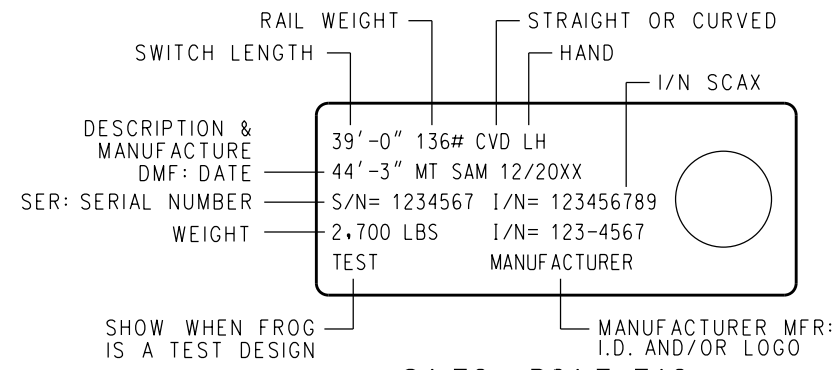 RAIL WEIGHT
STRAIGHT OR CURVED
SWITCH LENGTH
HAND
I/N SCAX
DESCRIPTION &
MANUFACTURE
DMF: DATE
SER: SERIAL NUMBER
WEIGHT
39'-0" 136# CVD LH
44'-3" MT SAM 12/20XX
S/N= 1234567 I/N= 123456789
2,700 LBS I/N= 123-4567
TEST MANUFACTURER
SHOW WHEN FROG
IS A TEST DESIGN
MANUFACTURER MFR:
I.D. AND/OR LOGO